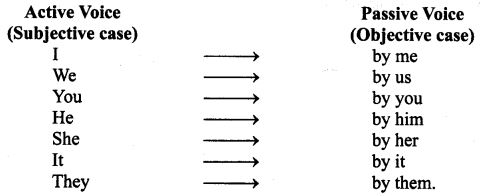 Active Voice Passive Voice
(Subjective case) (Objective case)
I by me
We by us
You by you
He by him
She by her
It by it
They by them.